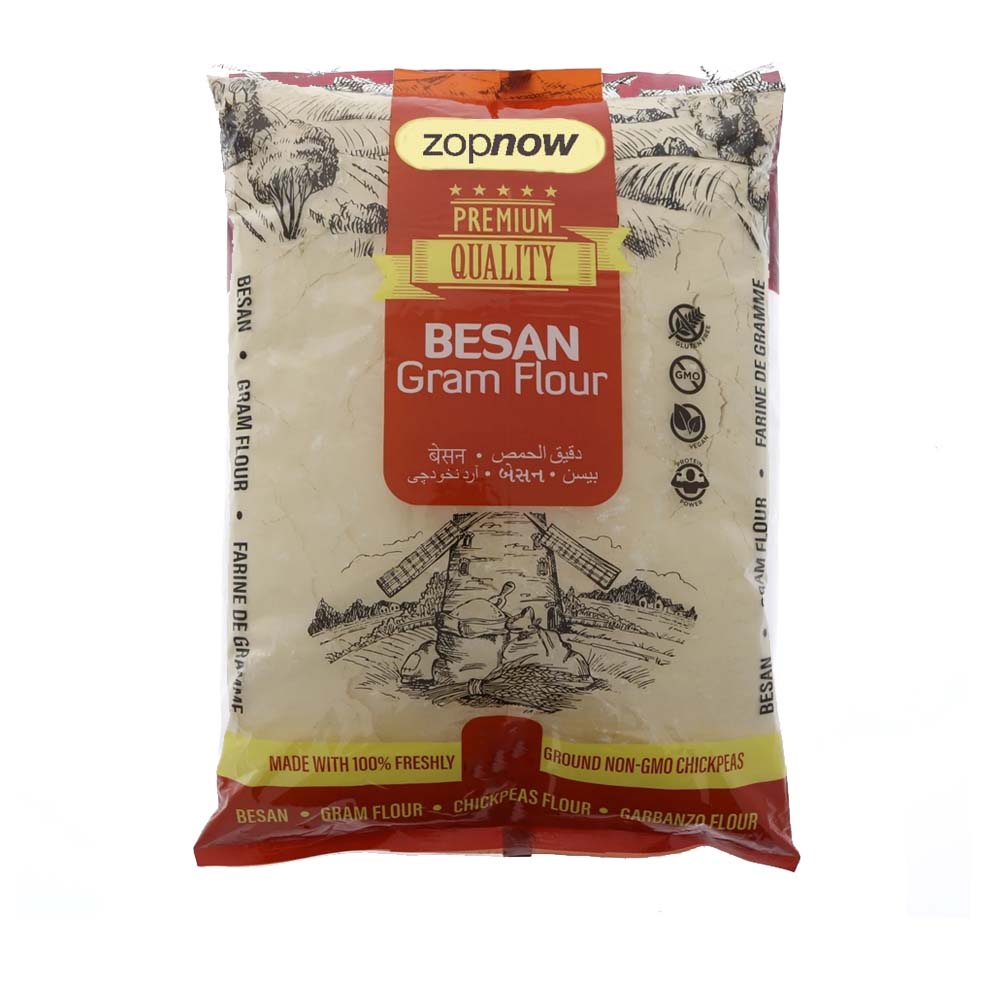 zopnow
PREMIUM
QUALITY
BESAN
Gram Flour
बेसन • دقيق الحمص
آرد نخودچی • બેસન • بیسن
GLUTEN FREE
GMO
VEGAN
PROTEIN
POWER
BESAN • GRAM FLOUR • FARINE DE GRAMME
BESAN • GRAM FLOUR • FARINE DE GRAMME
MADE WITH 100% FRESHLY
GROUND NON-GMO CHICKPEAS
BESAN • GRAM FLOUR • CHICKPEAS FLOUR • GARBANZO FLOUR